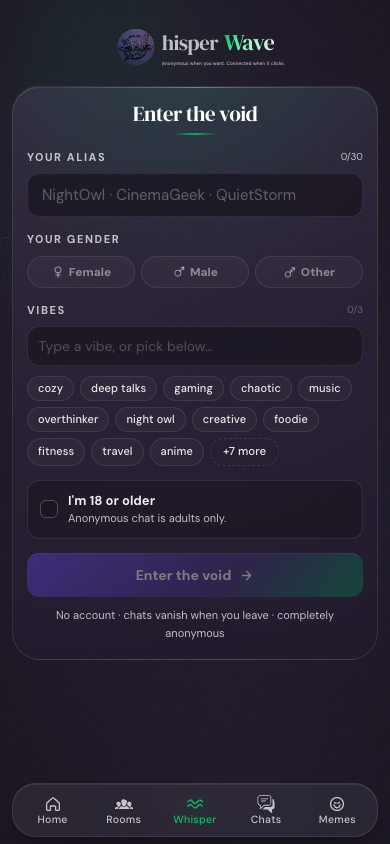 hisper Wave
Anonymous when you want. Connected when it clicks.
Enter the void
YOUR ALIAS 0/30
NightOwl · CinemaGeek · QuietStorm
YOUR GENDER
Female Male Other
VIBES 0/3
Type a vibe, or pick below...
cozy deep talks gaming chaotic music
overthinker night owl creative foodie
fitness travel anime +7 more
I'm 18 or older
Anonymous chat is adults only.
Enter the void →
No account · chats vanish when you leave · completely
anonymous
Home Rooms Whisper Chats Memes